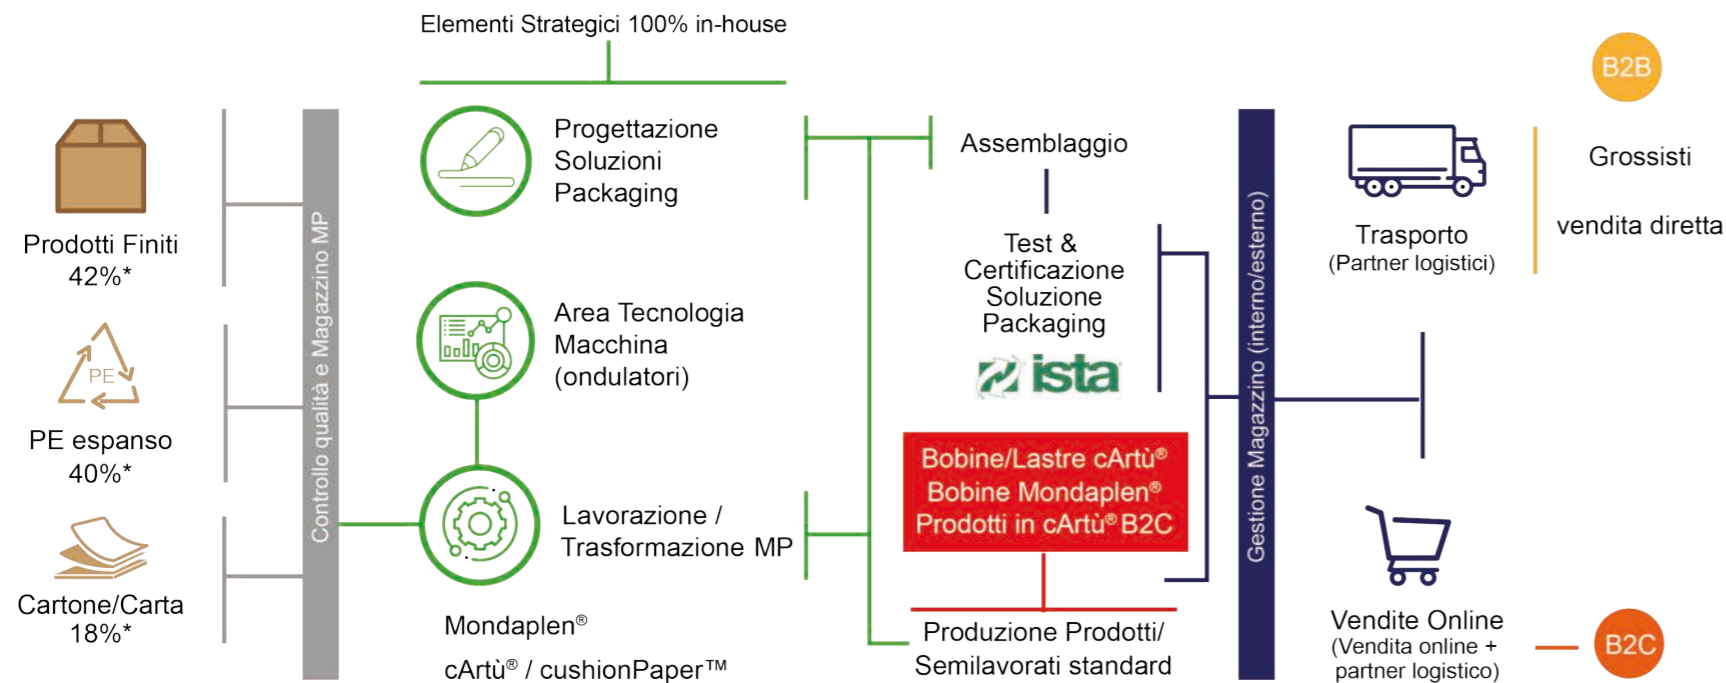 Elementi Strategici 100% in-house
Prodotti Finiti
42%*
PE
PE espanso
40%*
Cartone/Carta
18%*
Controllo qualità e Magazzino MP
Progettazione
Soluzioni
Packaging
Area Tecnologia
Macchina
(ondulatori)
Lavorazione /
Trasformazione MP
Mondaplen®
cArtù® / cushionPaper™
Assemblaggio
Test &
Certificazione
Soluzione
Packaging
ista
Bobine/Lastre cArtù®
Bobine Mondaplen®
Prodotti in cArtù® B2C
Produzione Prodotti/
Semilavorati standard
Gestione Magazzino (interno/esterno)
Trasporto
(Partner logistici)
B2B
Grossisti
vendita diretta
Vendite Online
(Vendita online +
partner logistico)
B2C